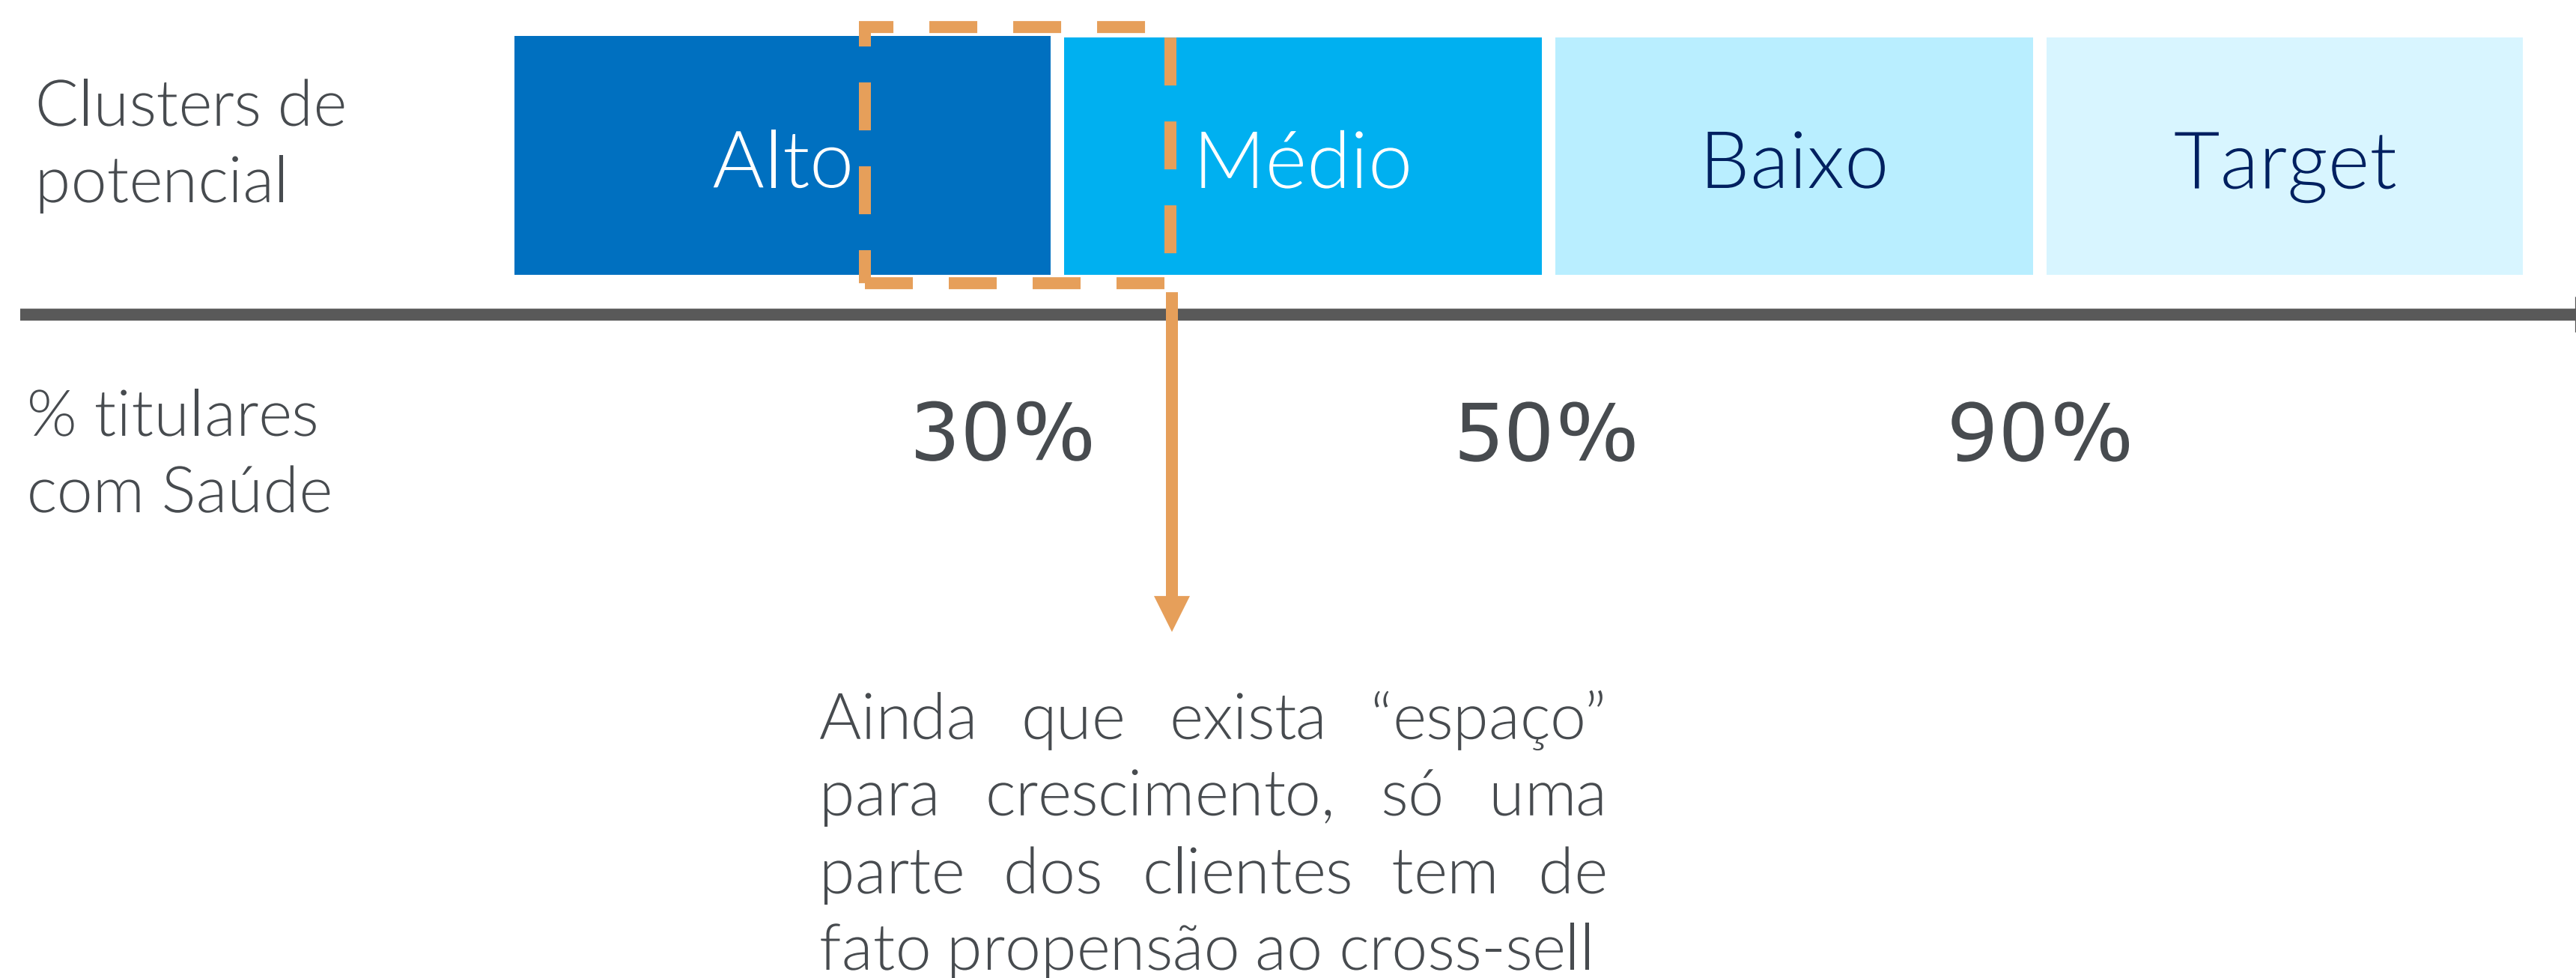 Clusters de
potencial
Alto
Médio
Baixo
Target
% titulares
com Saúde
30%
50%
90%
Ainda que exista “espaço”
para crescimento, só uma
parte dos clientes tem de
fato propensão ao cross-sell